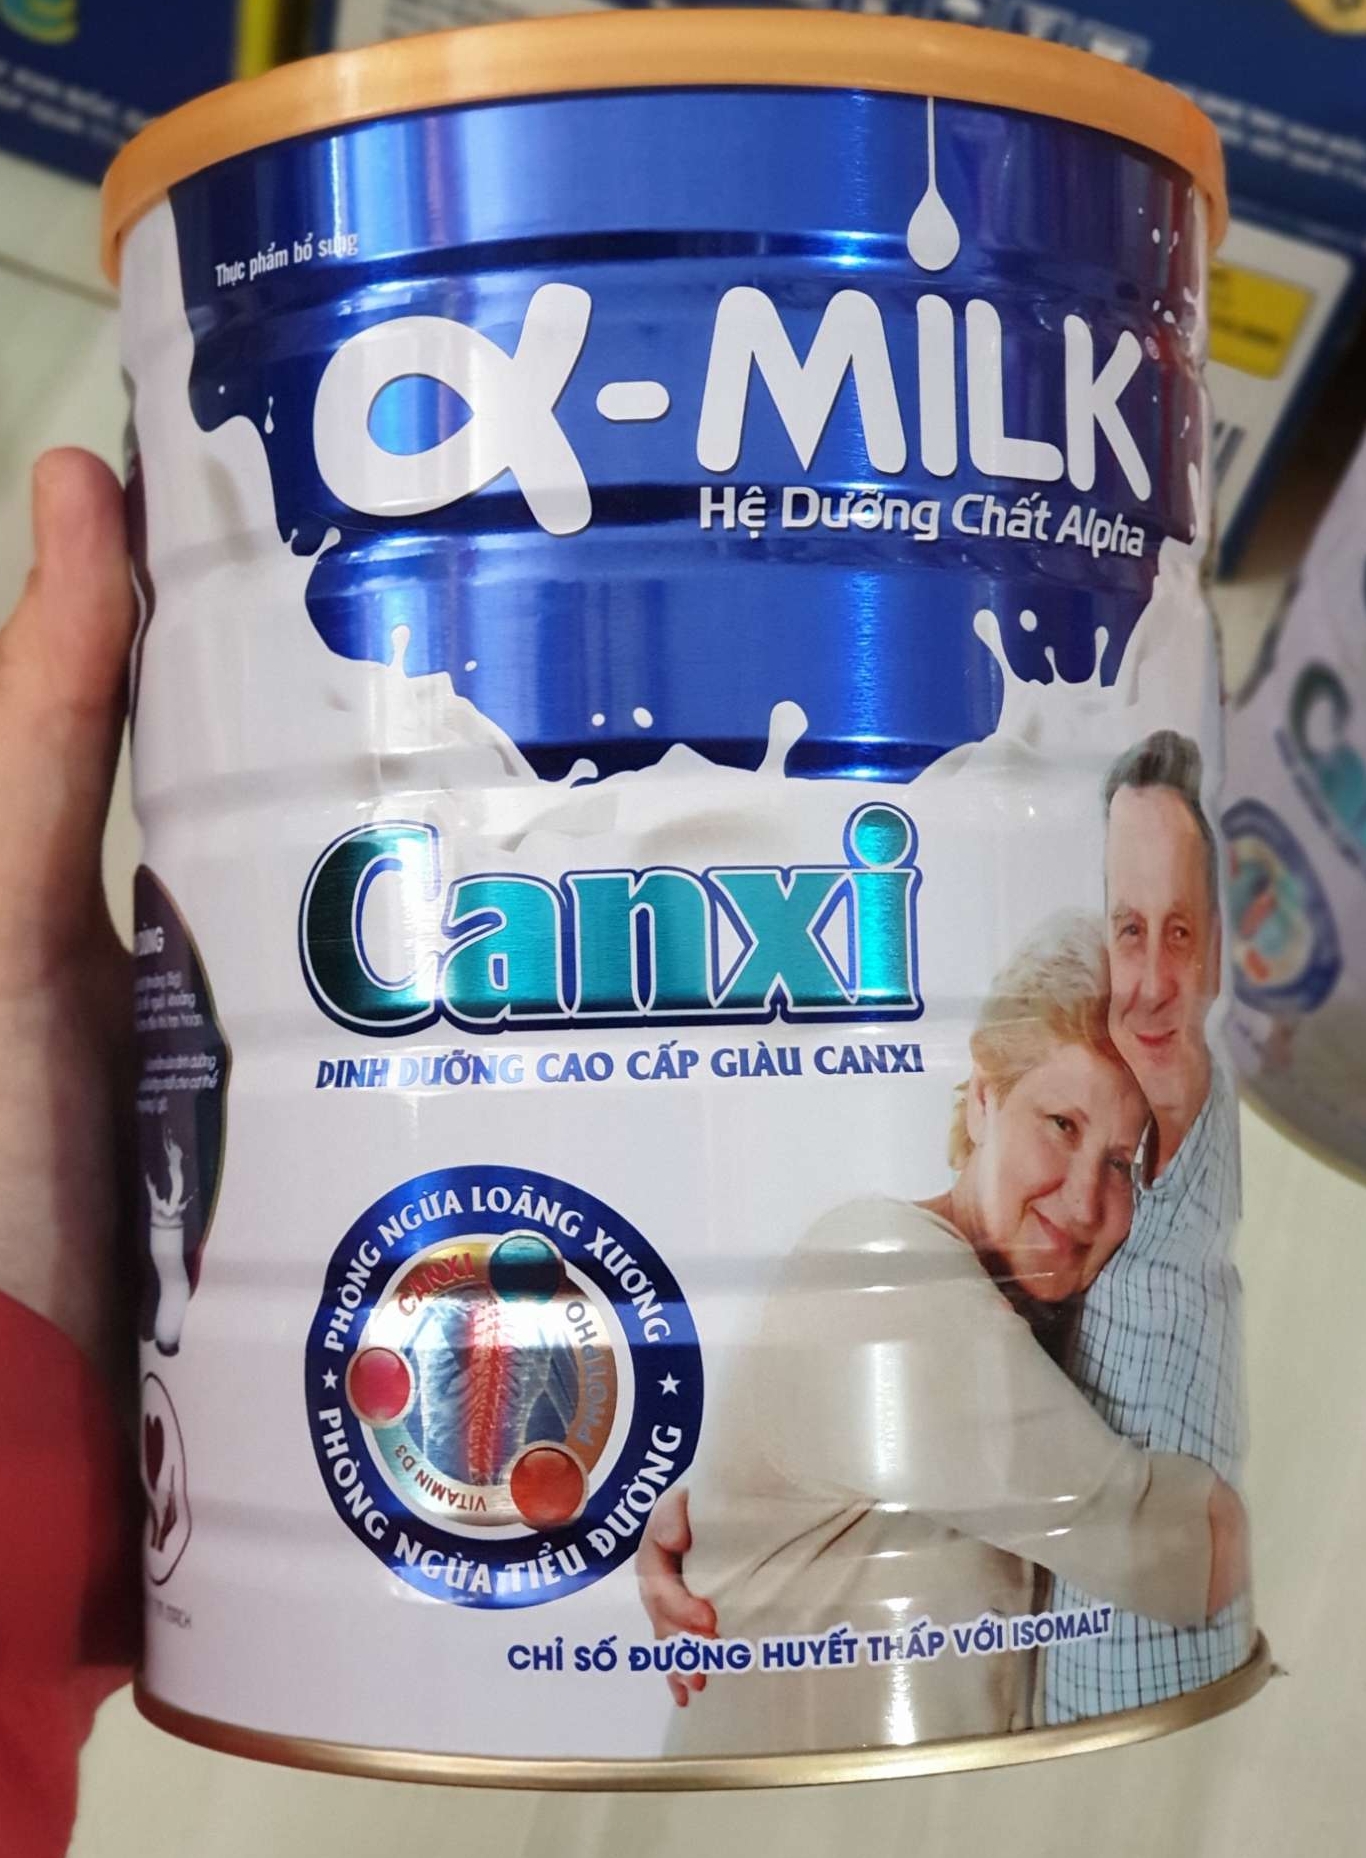 Thực phẩm bổ sung
α-MILK
Hệ Dưỡng Chất Alpha
Canxi
DINH DƯỠNG CAO CẤP GIÀU CANXI
PHÒNG NGỪA LOÃNG XƯƠNG
CANXI
PHOTPHO
VITAMIN D3
PHÒNG NGỪA TIỂU ĐƯỜNG
CHỈ SỐ ĐƯỜNG HUYẾT THẤP VỚI ISOMALT